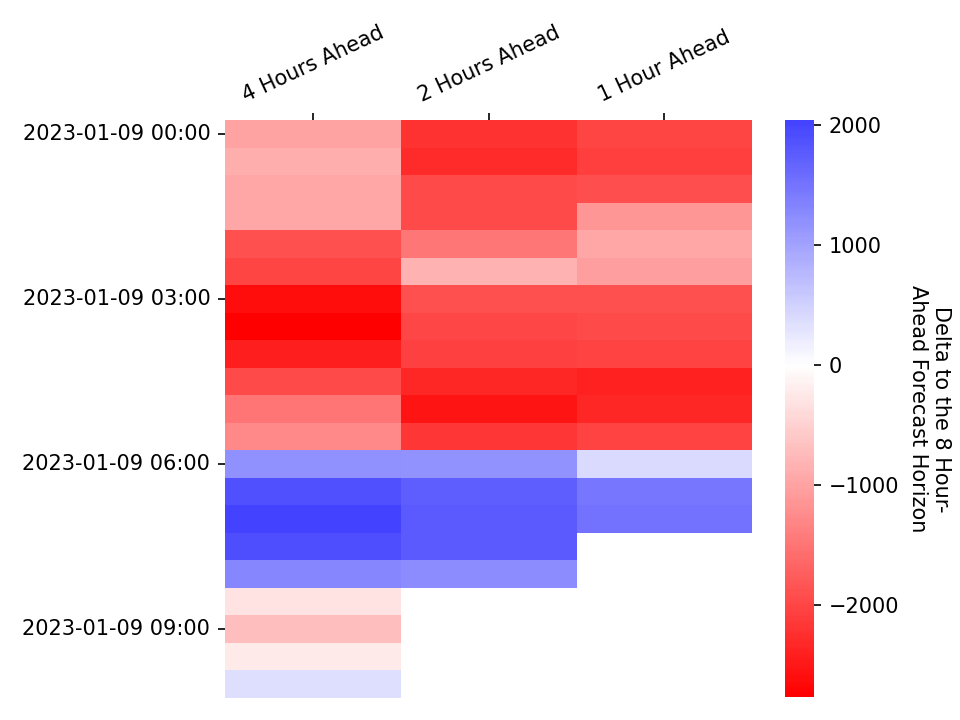 4 Hours Ahead
2 Hours Ahead
1 Hour Ahead
2023-01-09 00:00
2023-01-09 03:00
2023-01-09 06:00
2023-01-09 09:00
2000
1000
0
−1000
−2000
Delta to the 8 Hour-
Ahead Forecast Horizon